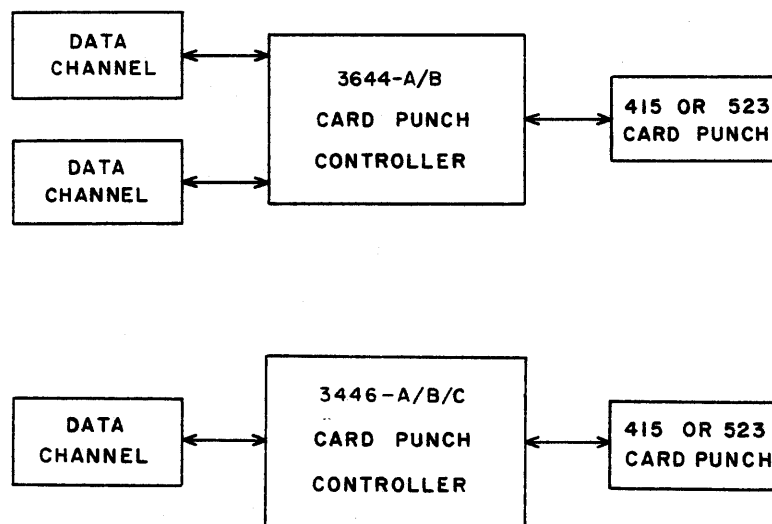 DATA
CHANNEL
3644-A/B
CARD PUNCH
CONTROLLER
415 OR 523
CARD PUNCH
DATA
CHANNEL
3446-A/B/C
CARD PUNCH
CONTROLLER
DATA
CHANNEL
415 OR 523
CARD PUNCH